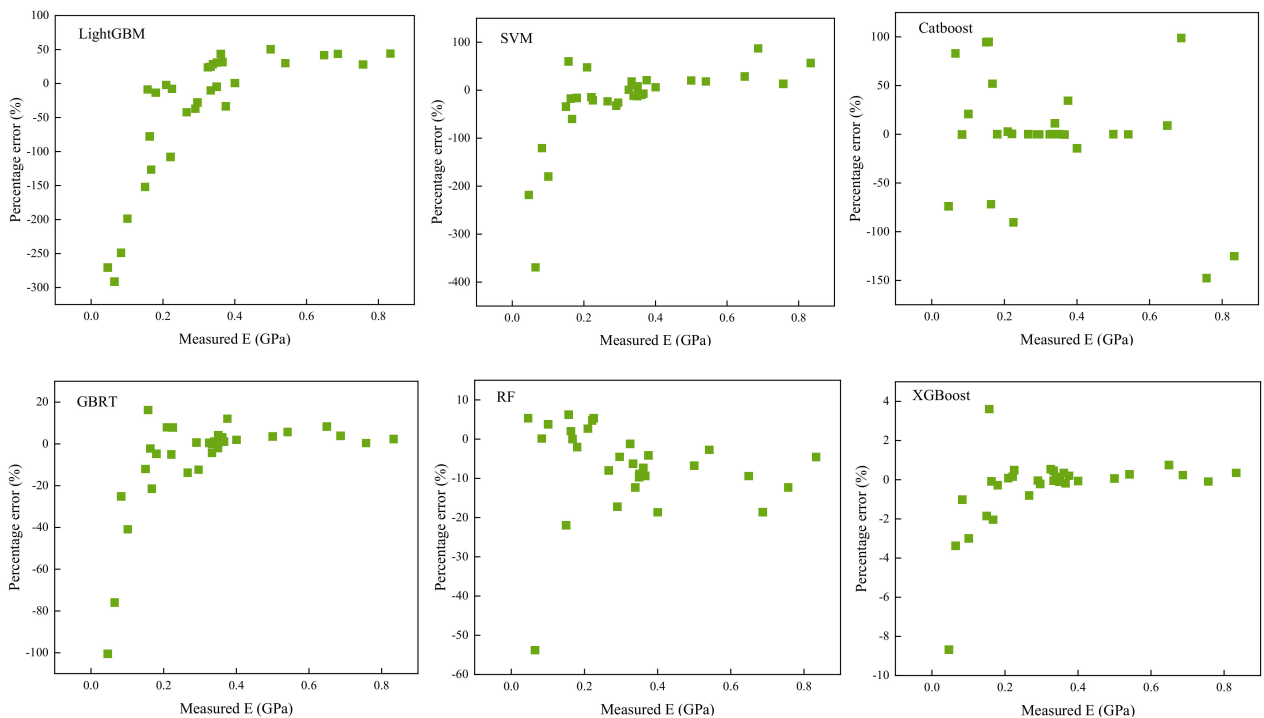 LightGBM
100
50
0
-50
-100
-150
-200
-250
-300
Percentage error (%)
0.0 0.2 0.4 0.6 0.8
Measured E (GPa)
SVM
100
0
-100
-200
-300
-400
Percentage error (%)
0.0 0.2 0.4 0.6 0.8
Measured E (GPa)
Catboost
100
50
0
-50
-100
-150
Percentage error (%)
0.0 0.2 0.4 0.6 0.8
Measured E (GPa)
GBRT
20
0
-20
-40
-60
-80
-100
Percentage error (%)
0.0 0.2 0.4 0.6 0.8
Measured E (GPa)
RF
10
0
-10
-20
-30
-40
-50
-60
Percentage error (%)
0.0 0.2 0.4 0.6 0.8
Measured E (GPa)
XGBoost
4
2
0
-2
-4
-6
-8
-10
Percentage error (%)
0.0 0.2 0.4 0.6 0.8
Measured E (GPa)